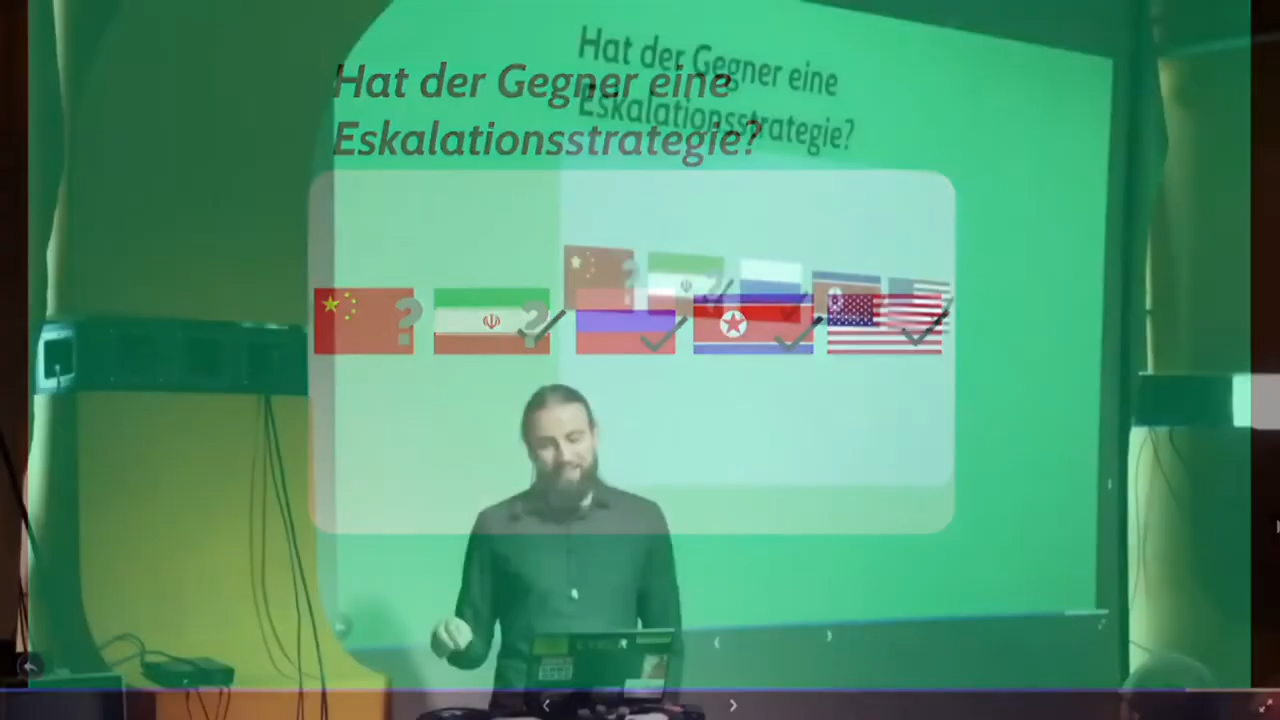 Hat der Gegner eine
Eskalationsstrategie?
Hat der Gegner eine
Eskalationsstrategie?
? ?
? ?